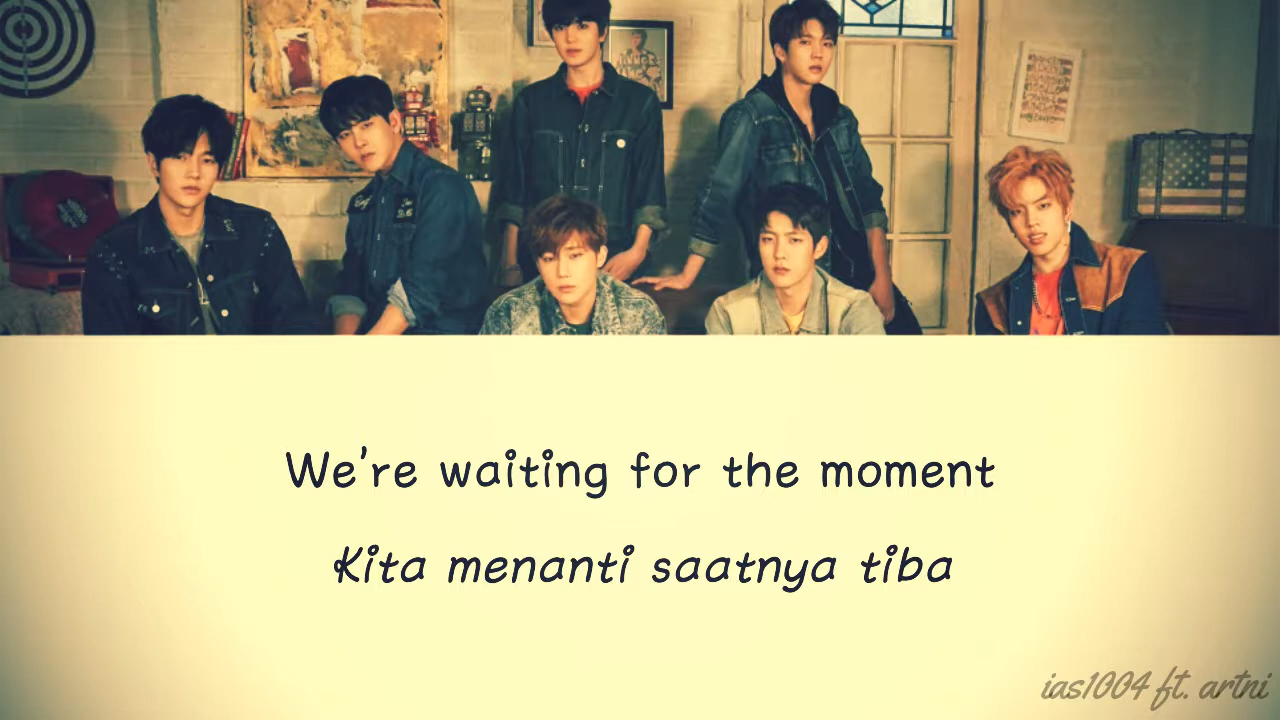 We're waiting for the moment
Kita menanti saatnya tiba
ias1004 ft. artni